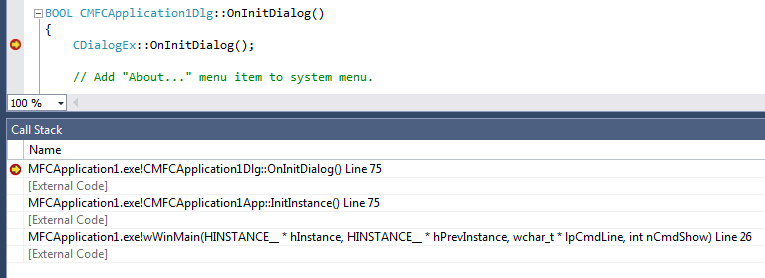 BOOL CMFCApplication1Dlg::OnInitDialog()
{
CDialogEx::OnInitDialog();
// Add "About..." menu item to system menu.
100 %
Call Stack
Name
MFCApplication1.exe!CMFCApplication1Dlg::OnInitDialog() Line 75
[External Code]
MFCApplication1.exe!CMFCApplication1App::InitInstance() Line 75
[External Code]
MFCApplication1.exe!wWinMain(HINSTANCE__ * hInstance, HINSTANCE__ * hPrevInstance, wchar_t * lpCmdLine, int nCmdShow) Line 26
[External Code]